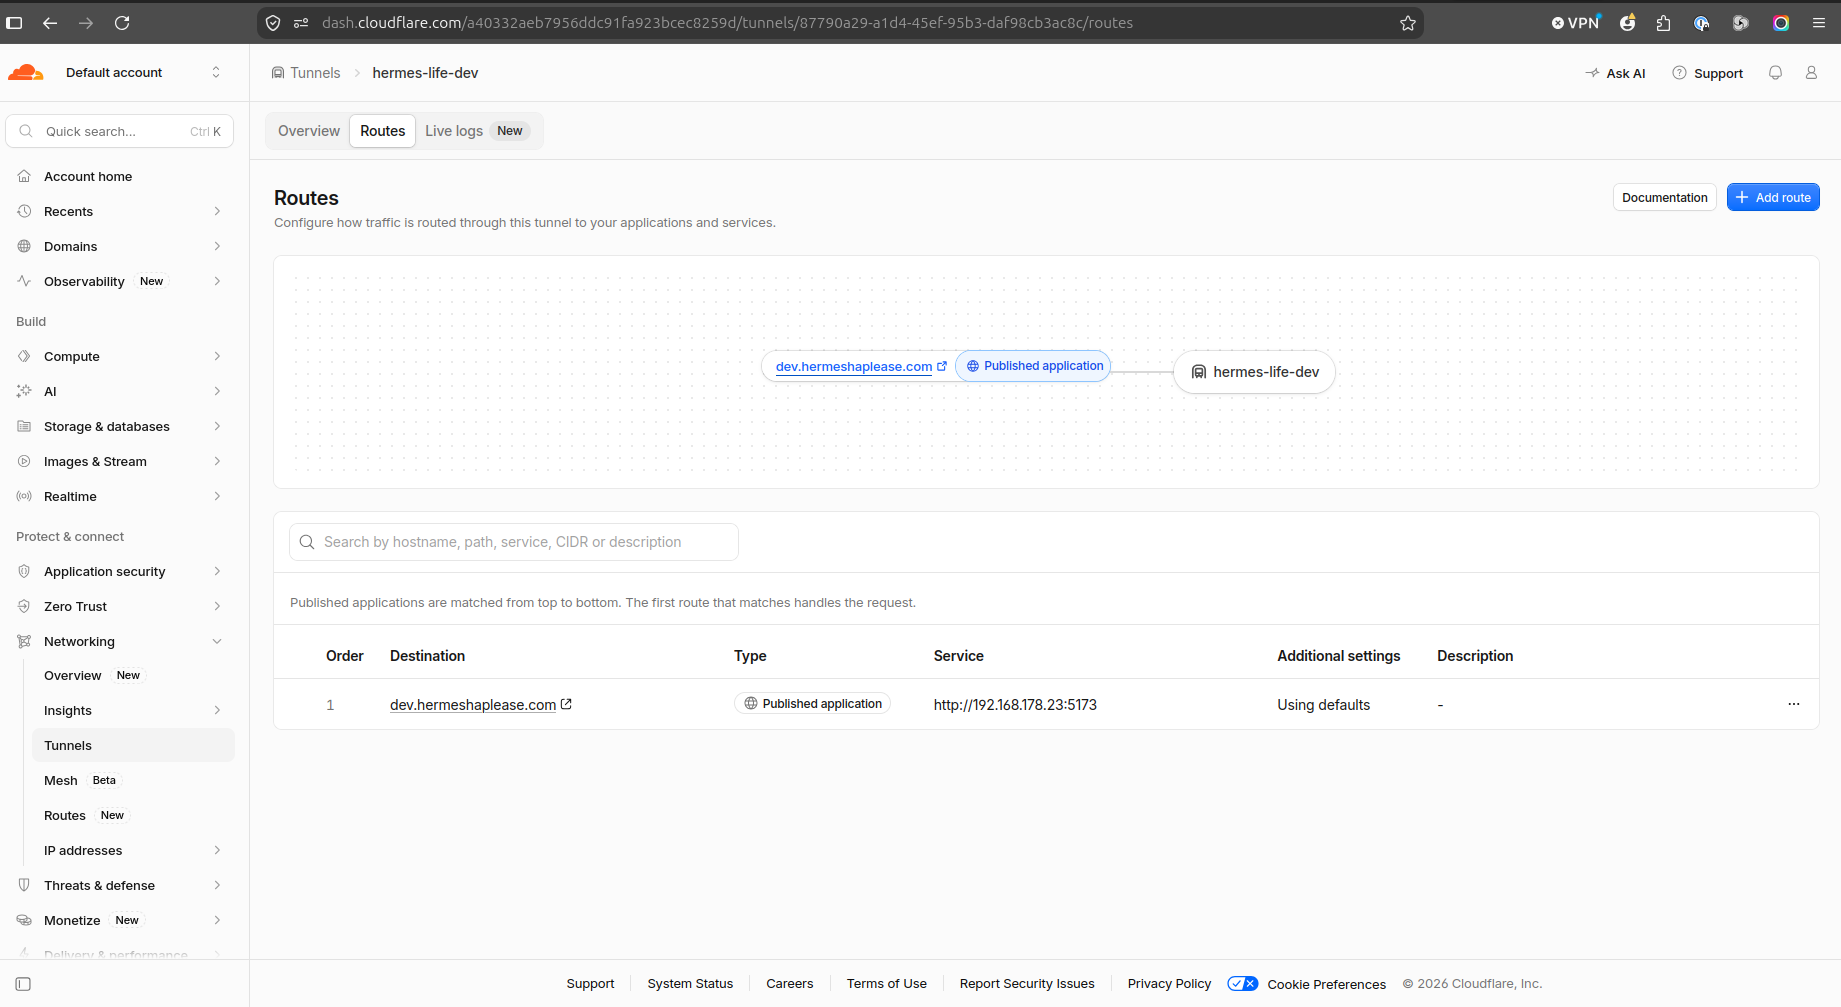 dash.cloudflare.com/a40332aeb7956ddc91fa923bcec8259d/tunnels/87790a29-a1d4-45ef-95b3-daf98cb3ac8c/routes
VPN
Default account
Tunnels > hermes-life-dev
Ask AI
Support
Quick search...
Ctrl K
Overview
Routes
Live logs New
Account home
Recents
Domains
Observability New
Build
Compute
AI
Storage & databases
Images & Stream
Realtime
Protect & connect
Application security
Zero Trust
Networking
Overview New
Insights
Tunnels
Mesh Beta
Routes New
IP addresses
Threats & defense
Monetize New
Delivery & performance
Routes
Configure how traffic is routed through this tunnel to your applications and services.
Documentation
+ Add route
dev.hermeshaplease.com
Published application
hermes-life-dev
Search by hostname, path, service, CIDR or description
Published applications are matched from top to bottom. The first route that matches handles the request.
Order Destination Type Service Additional settings Description
1 dev.hermeshaplease.com Published application http://192.168.178.23:5173 Using defaults - ...
Support System Status Careers Terms of Use Report Security Issues Privacy Policy Cookie Preferences © 2026 Cloudflare, Inc.